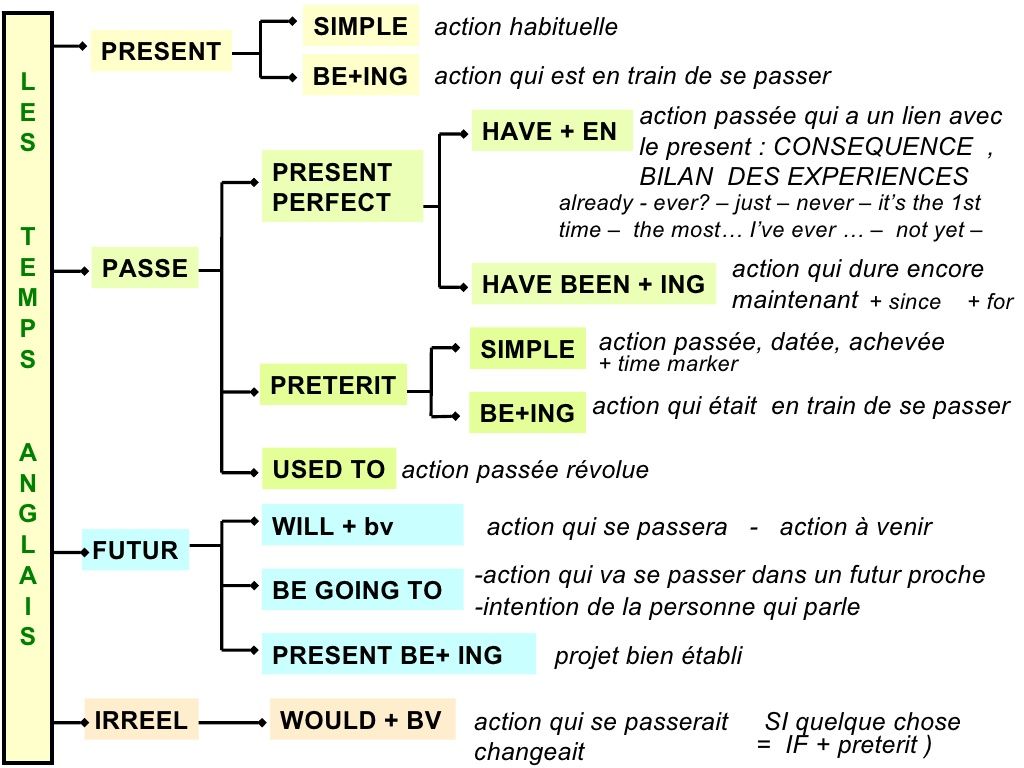 LES TEMPS ANGLAIS
PRESENT
SIMPLE action habituelle
BE+ING action qui est en train de se passer
PASSE
PRESENT
PERFECT
HAVE + EN
action passée qui a un lien avec
le present : CONSEQUENCE ,
BILAN DES EXPERIENCES
already - ever? – just – never – it's the 1st
time – the most… I've ever … – not yet –
HAVE BEEN + ING
action qui dure encore
maintenant + since + for
PRETERIT
SIMPLE
action passée, datée, achevée
+ time marker
BE+ING action qui était en train de se passer
USED TO action passée révolue
FUTUR
WILL + bv action qui se passera - action à venir
BE GOING TO
-action qui va se passer dans un futur proche
-intention de la personne qui parle
PRESENT BE+ ING projet bien établi
IRREEL
WOULD + BV
action qui se passerait SI quelque chose
changeait = IF + preterit )